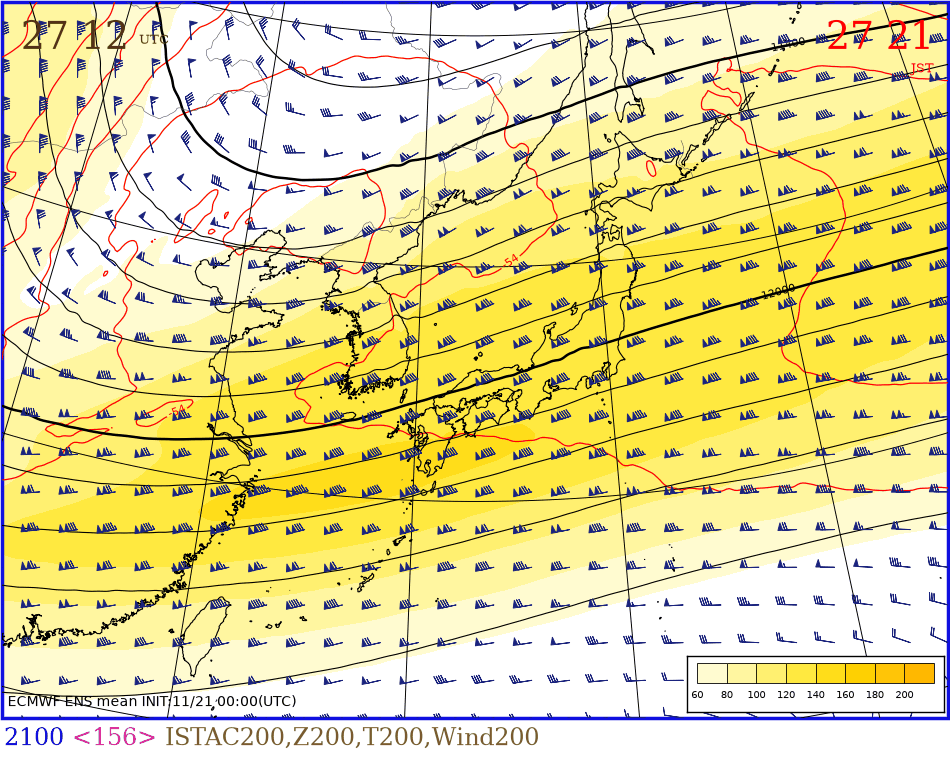 27 12 UTC
27 21 JST
12000
-54
-54
ECMWF ENS mean INIT:11/21 00:00(UTC)
60 80 100 120 140 160 180 200
2100 <156> ISTAC200,Z200,T200,Wind200